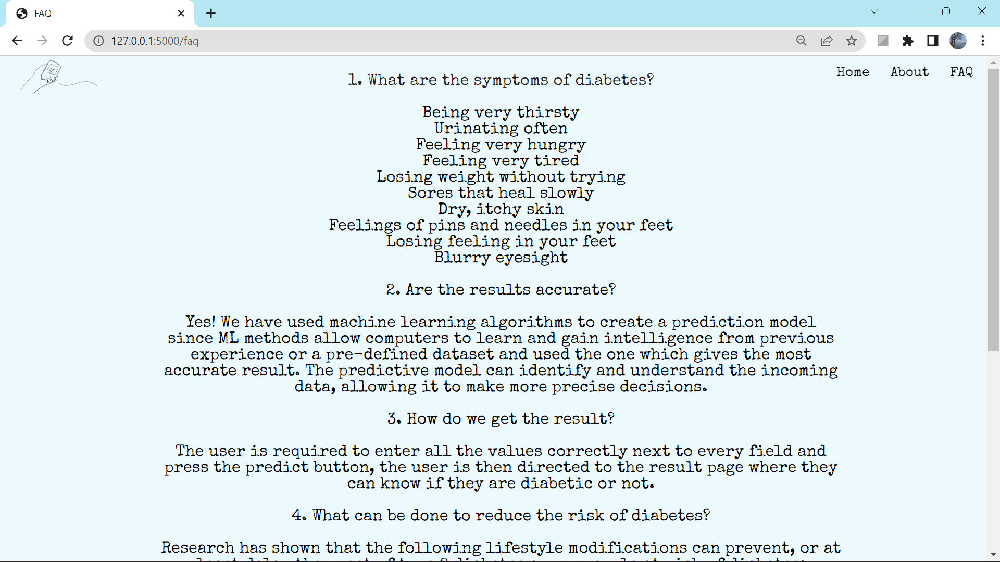 FAQ
127.0.0.1:5000/faq
45
Home About FAQ
1. What are the symptoms of diabetes?
Being very thirsty
Urinating often
Feeling very hungry
Feeling very tired
Losing weight without trying
Sores that heal slowly
Dry, itchy skin
Feelings of pins and needles in your feet
Losing feeling in your feet
Blurry eyesight
2. Are the results accurate?
Yes! We have used machine learning algorithms to create a prediction model
since ML methods allow computers to learn and gain intelligence from previous
experience or a pre-defined dataset and used the one which gives the most
accurate result. The predictive model can identify and understand the incoming
data, allowing it to make more precise decisions.
3. How do we get the result?
The user is required to enter all the values correctly next to every field and
press the predict button, the user is then directed to the result page where they
can know if they are diabetic or not.
4. What can be done to reduce the risk of diabetes?
Research has shown that the following lifestyle modifications can prevent, or at